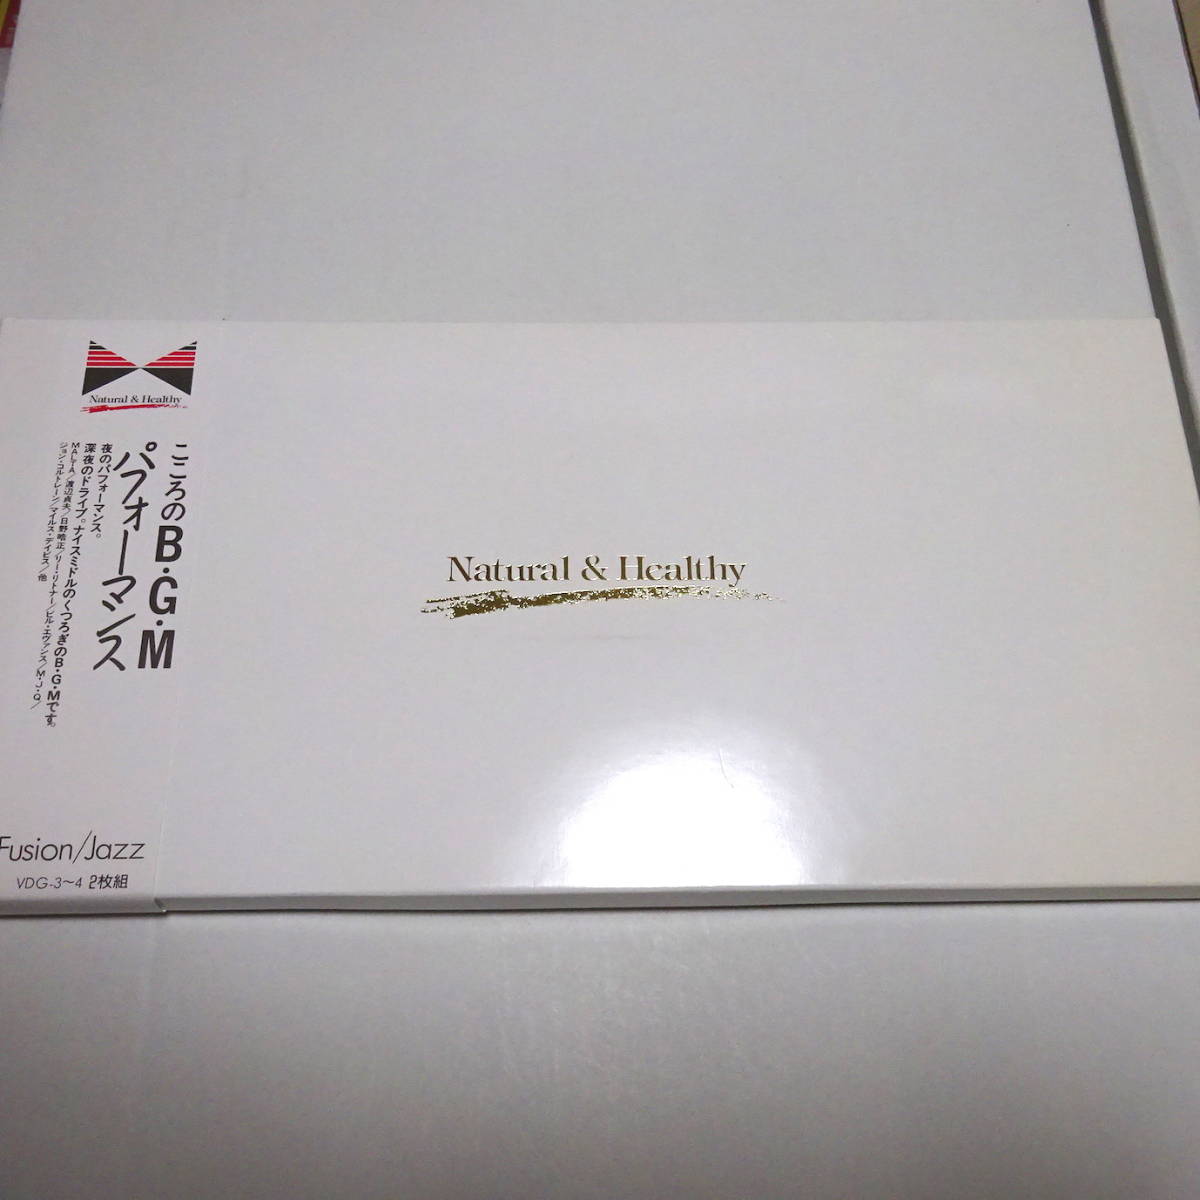 Natural & Healthy
こころのB・G・M
パフォーマンス
夜のパフォーマンス。
深夜のドライブ。ナイスミドルのくつろぎのB・G・Mです。
MALTA/渡辺貞夫/日野皓正/リー・リトナー/ビル・エヴァンス/M・J・Q/
ジョン・コルトレーン/マイルス・デイビス/他
Fusion/Jazz
VDG-3〜4 2枚組
Natural & Healthy